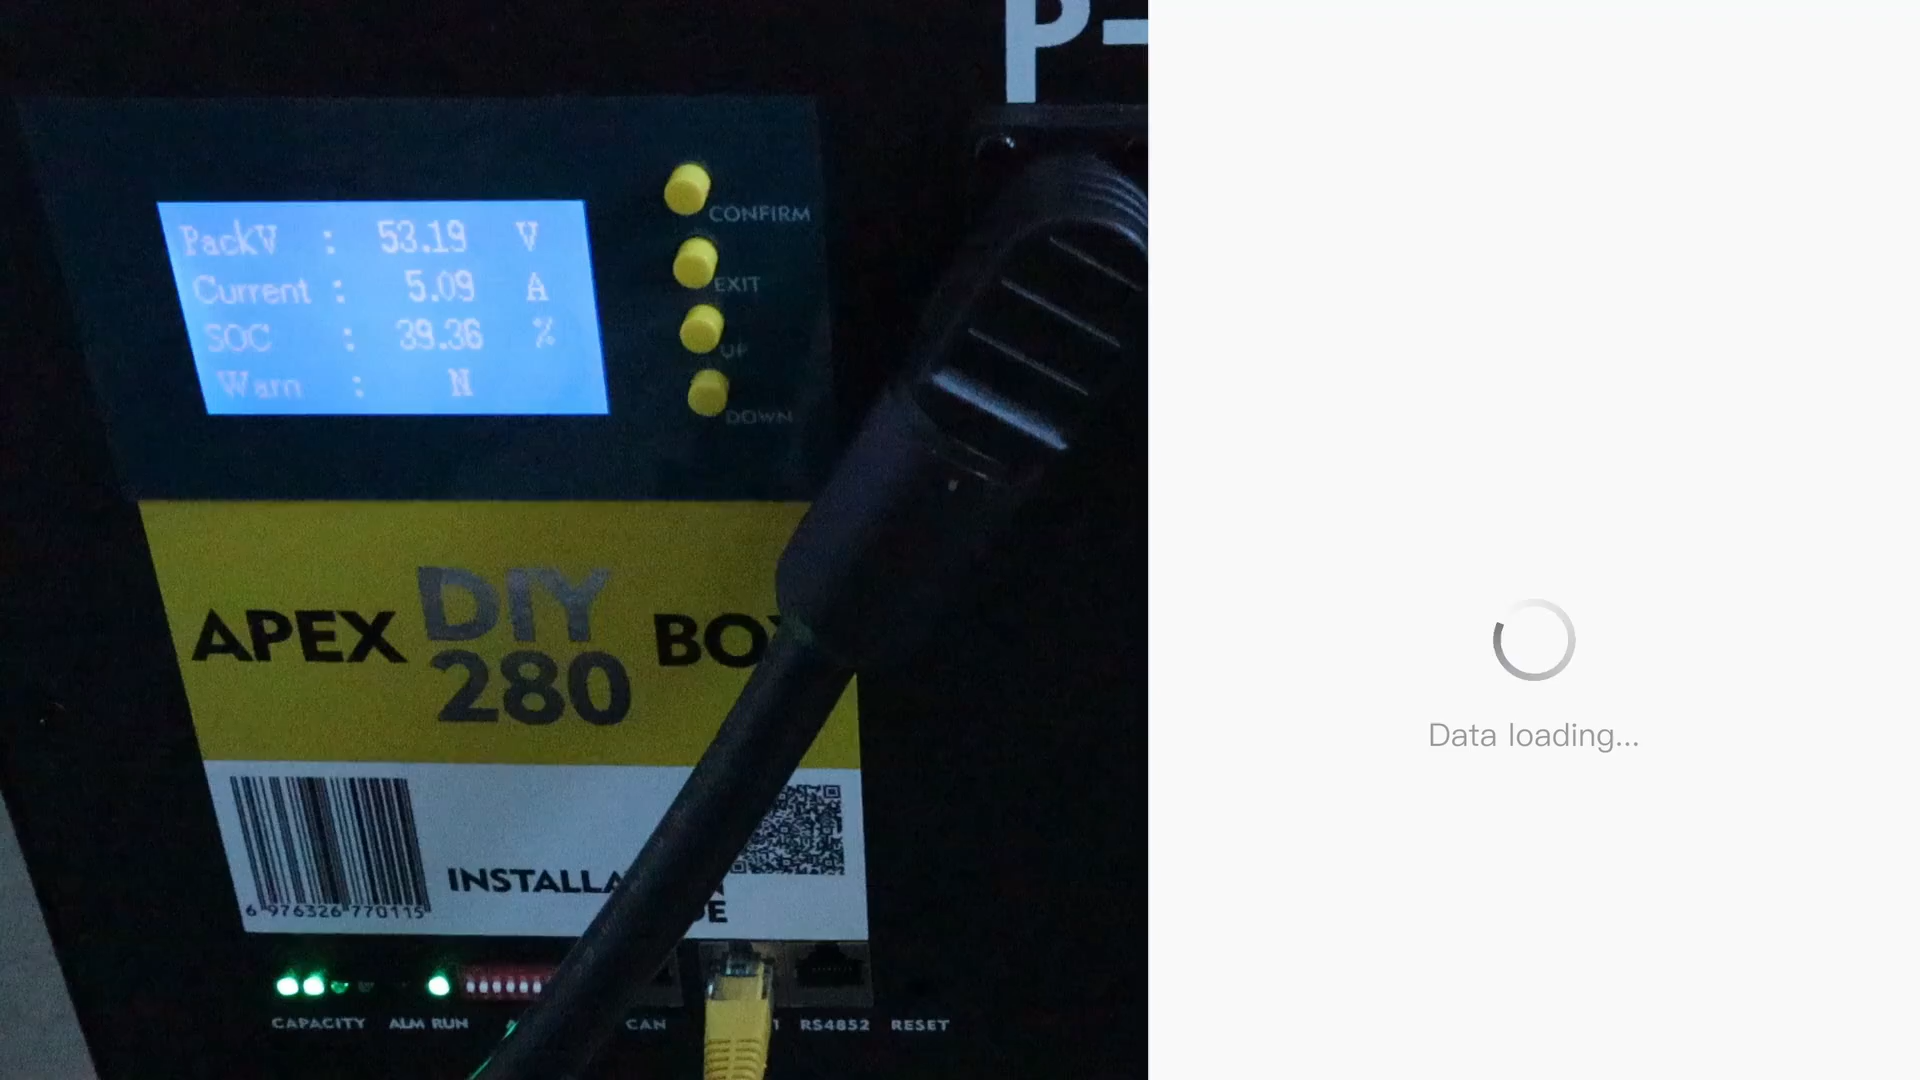 P-
PackV : 53.19 V
Current : 5.09 A
SOC : 39.36 %
Warn : N
CONFIRM
EXIT
UP
DOWN
APEX DIY 280 BO
6 976326 770115
INSTALLA
CAPACITY ALM RUN CAN 1 RS4852 RESET
Data loading...